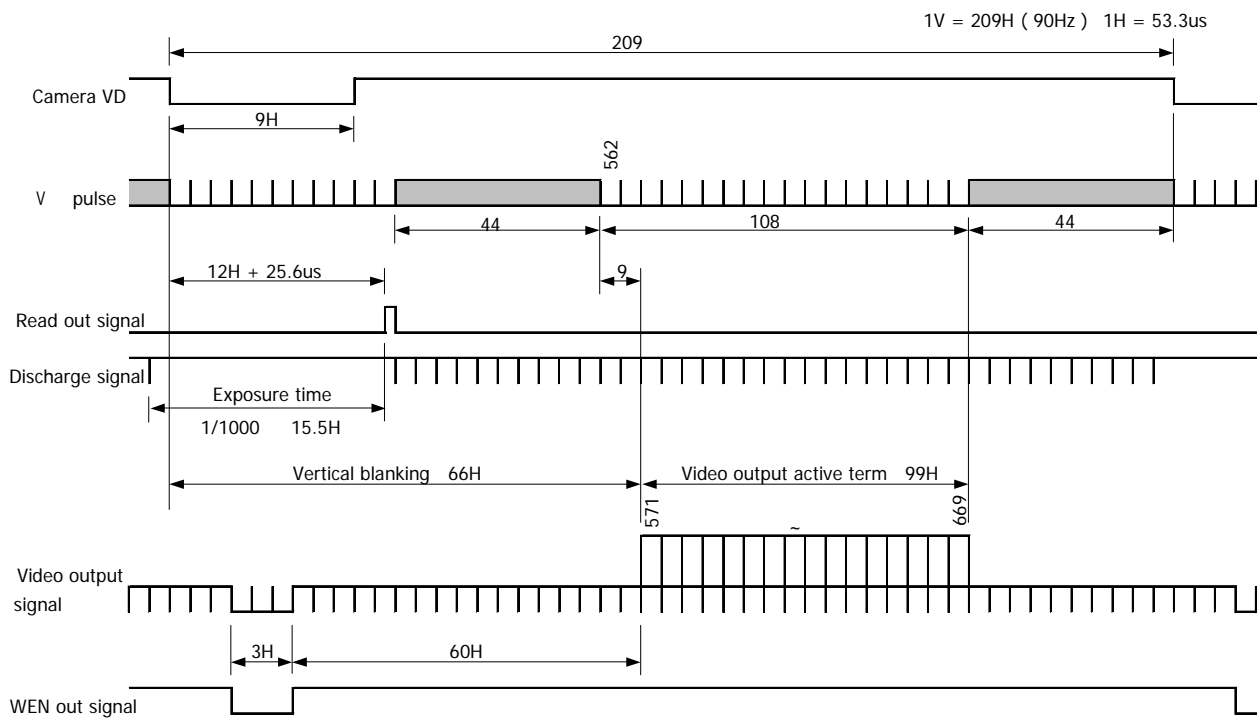 1V = 209H ( 90Hz )   1H = 53.3us
209
Camera VD
9H
562
V pulse
44
108
44
12H + 25.6us
9
Read out signal
Discharge signal
Exposure time
1/1000 15.5H
Vertical blanking 66H
Video output active term 99H
571
669
~
Video output
signal
3H
60H
WEN out signal